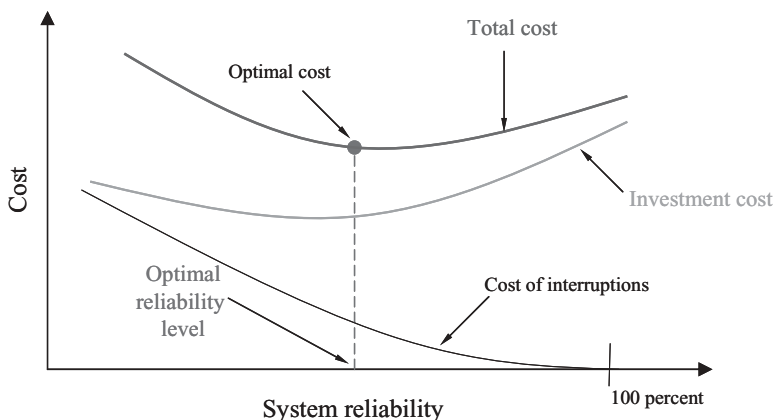 Total cost
Optimal cost
Cost
Investment cost
Optimal
reliability
level
Cost of interruptions
100 percent
System reliability